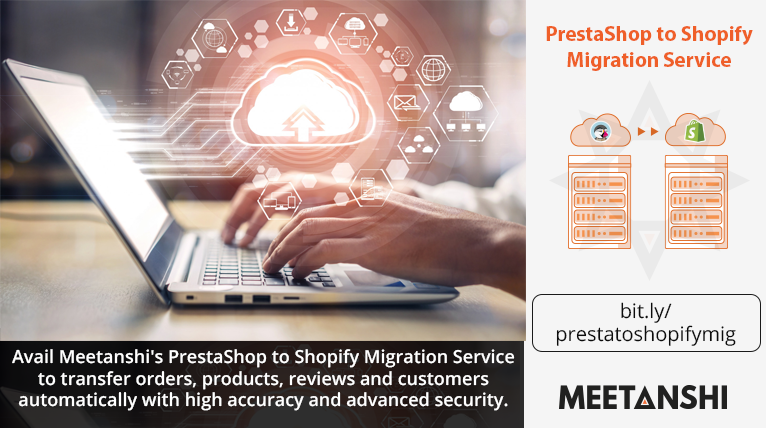 PrestaShop to Shopify
Migration Service
bit.ly/
prestatoshopifymig
Avail Meetanshi's PrestaShop to Shopify Migration Service
to transfer orders, products, reviews and customers
automatically with high accuracy and advanced security.
MEETANSHI